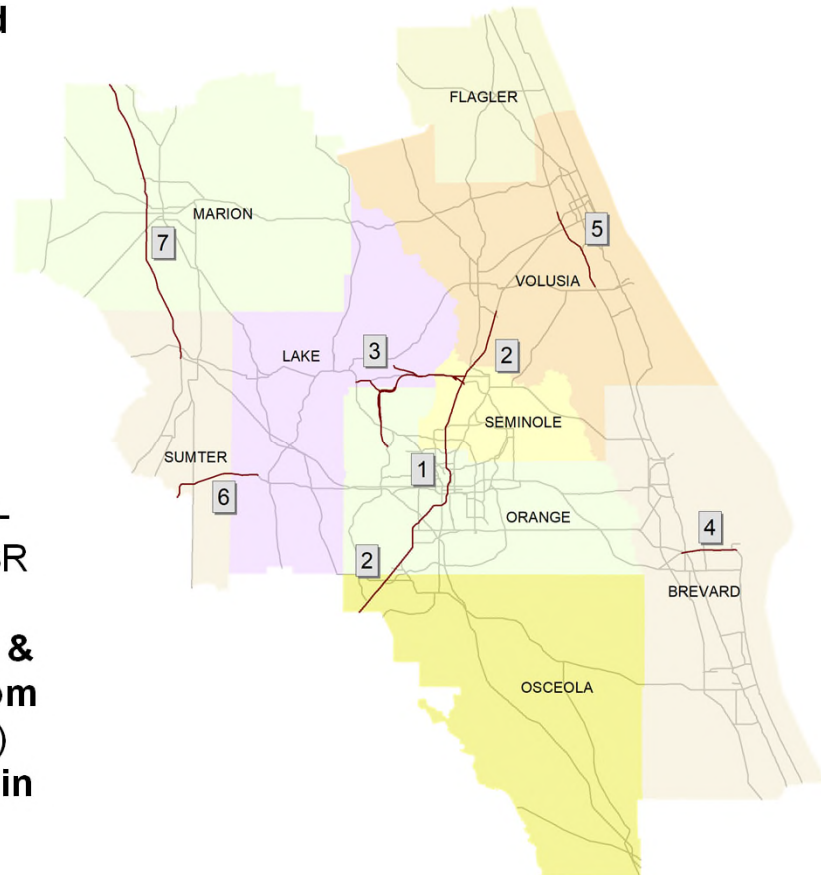 d
FLAGLER
MARION
7
5
VOLUSIA
LAKE
3
2
SEMINOLE
SUMTER
1
6
ORANGE
4
2
BREVARD
OSCEOLA
–
SR
&
om
)
in